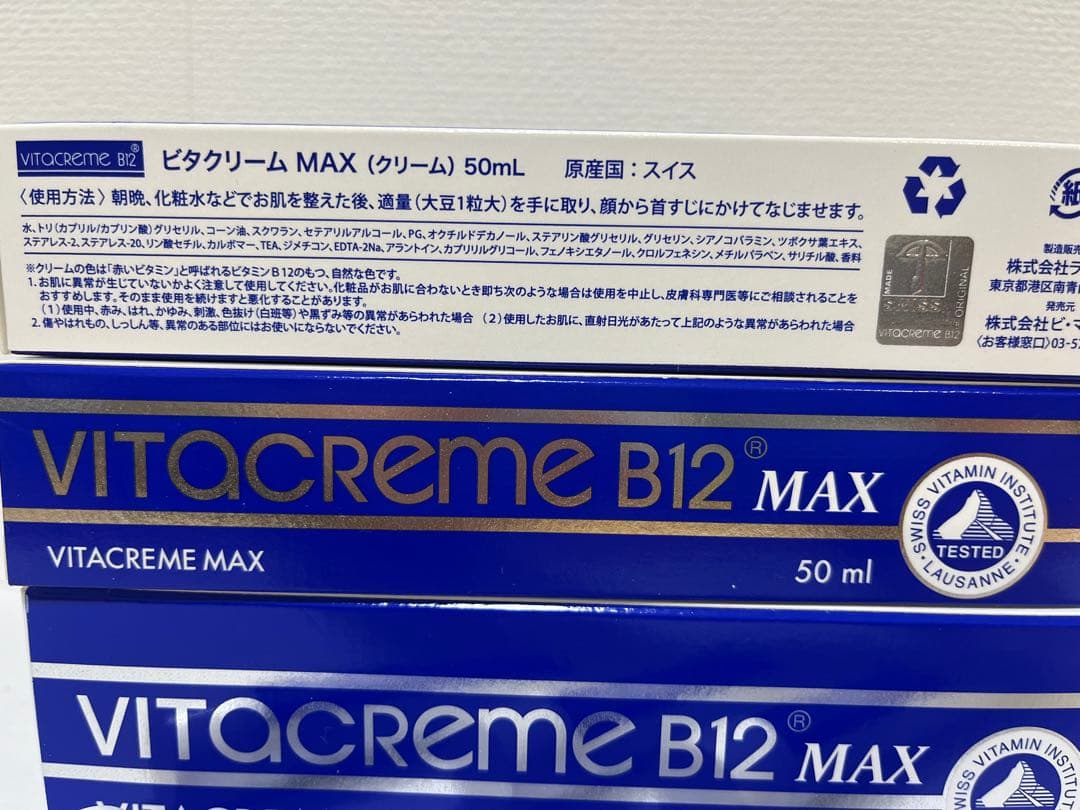 VITACREME B12®
ビタクリーム MAX（クリーム）50mL 原産国：スイス
〈使用方法〉朝晩、化粧水などでお肌を整えた後、適量（大豆1粒大）を手に取り、顔から首すじにかけてなじませます。
水、トリ（カプリル/カプリン酸）グリセリル、コーン油、スクワラン、セテアリルアルコール、PG、オクチルドデカノール、ステアリン酸グリセリル、グリセリン、シアノコバラミン、ツボクサ葉エキス、
ステアレス-2、ステアレス-20、リン酸セチル、カルボマー、TEA、ジメチコン、EDTA-2Na、アラントイン、カプリリルグリコール、フェノキシエタノール、クロルフェネシン、メチルパラベン、サリチル酸、香料
※クリームの色は「赤いビタミン」と呼ばれるビタミンB12のもつ、自然な色です。
1. お肌に異常が生じていないかよく注意して使用してください。化粧品がお肌に合わないとき即ち次のような場合は使用を中止し、皮膚科専門医等にご相談されることを
おすすめします。そのまま使用を続けますと悪化することがあります。
（1）使用中、赤み、はれ、かゆみ、刺激、色抜け（白斑等）や黒ずみ等の異常があらわれた場合 （2）使用したお肌に、直射日光があたって上記のような異常があらわれた場合
2. 傷やはれもの、しっしん等、異常のある部位にはお使いにならないでください。
MADE
SWISS
ORIGINAL
VITACREME B12
紙
製造販売
株式会社ラ
東京都港区南青
発売元
株式会社ビ・マ
〈お客様窓口〉03-57
VITACREME B12® MAX
VITACREME MAX
50 ml
SWISS VITAMIN INSTITUTE
TESTED
LAUSANNE
VITACREME B12® MAX
SWISS VITAMIN INSTITU